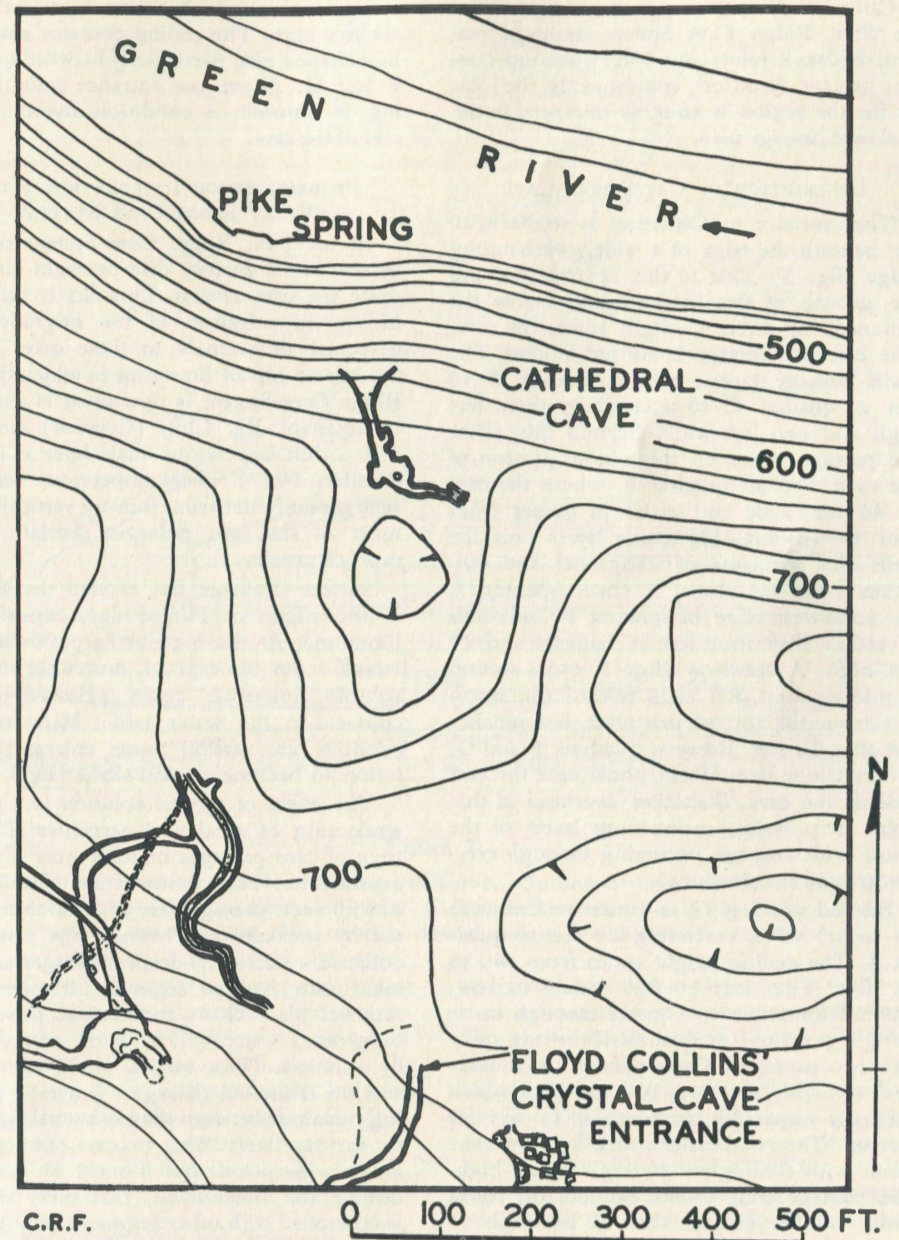 GREEN
RIVER
PIKE
SPRING
500
CATHEDRAL
CAVE
600
700
N
700
FLOYD COLLINS'
CRYSTAL CAVE
ENTRANCE
C.R.F.
0 100 200 300 400 500 FT.